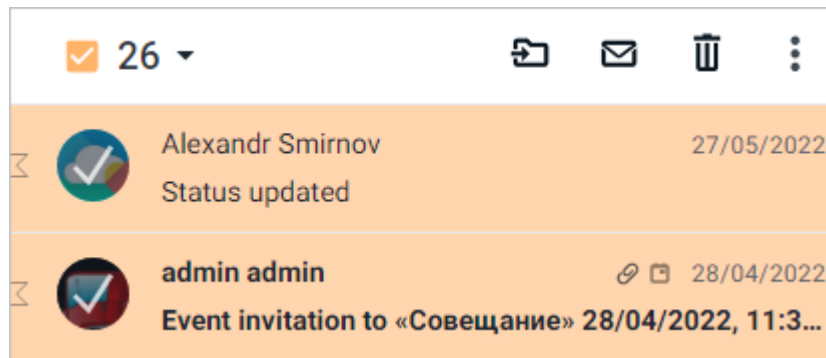 26
Alexandr Smirnov 27/05/2022
Status updated
admin admin 28/04/2022
Event invitation to «Совещание» 28/04/2022, 11:3...